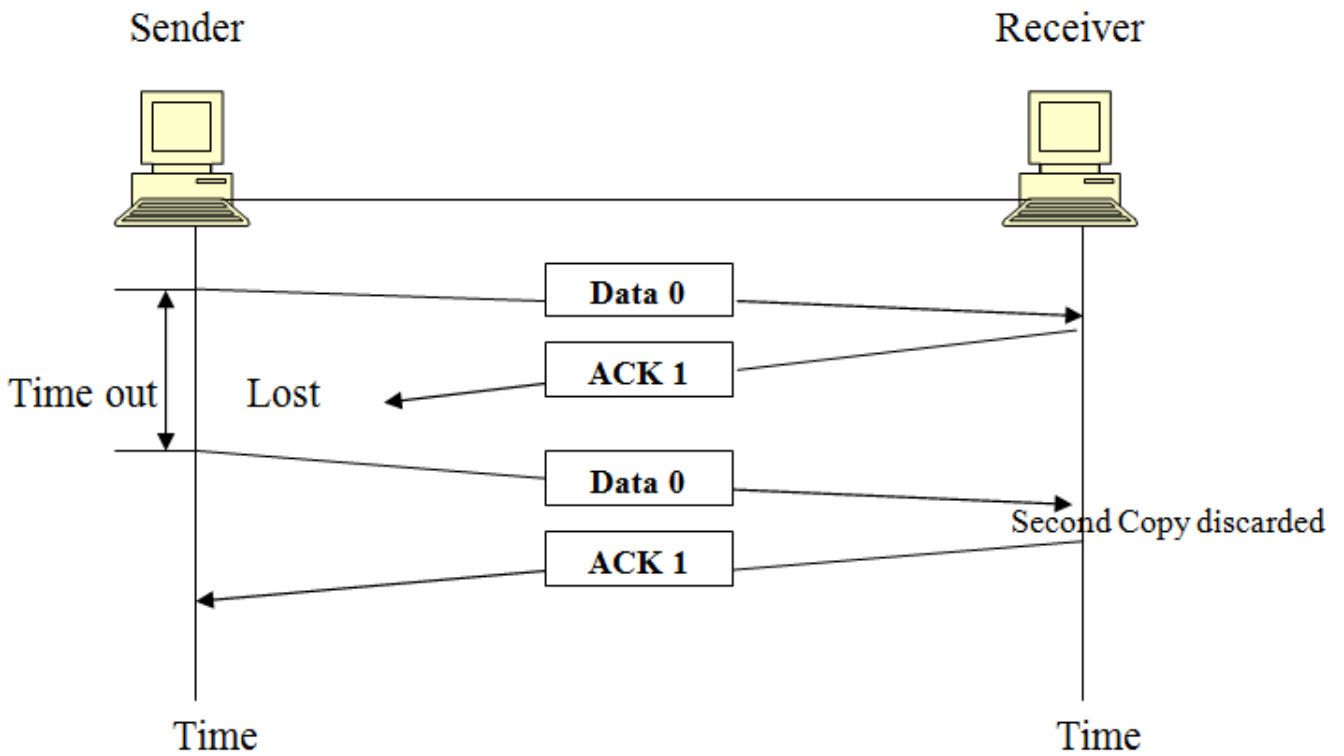 Sender
Receiver
Data 0
ACK 1
Time out
Lost
Data 0
Second Copy discarded
ACK 1
Time
Time